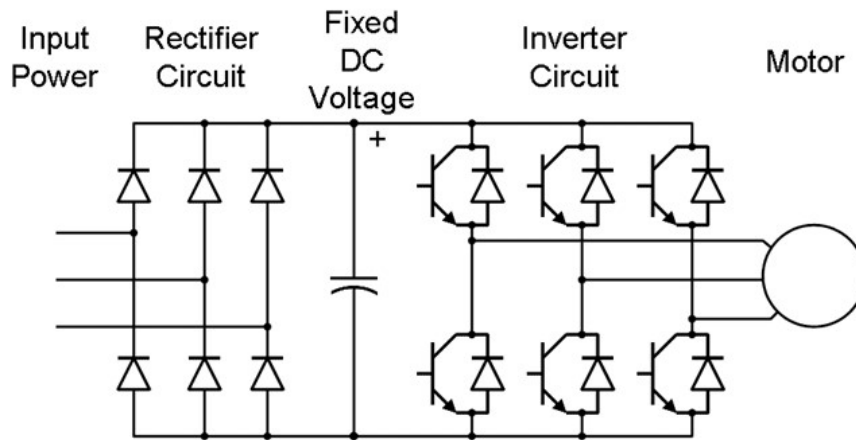 Input
Power
Rectifier
Circuit
Fixed
DC
Voltage
+
Inverter
Circuit
Motor